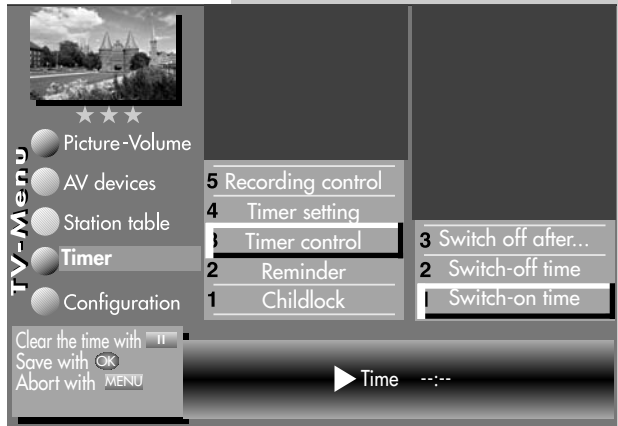 TV-Menu
Picture-Volume
AV devices
Station table
Timer
Configuration
5 Recording control
4 Timer setting
3 Timer control
2 Reminder
1 Childlock
3 Switch off after...
2 Switch-off time
1 Switch-on time
Clear the time with II
Save with OK
Abort with MENU
Time --:--